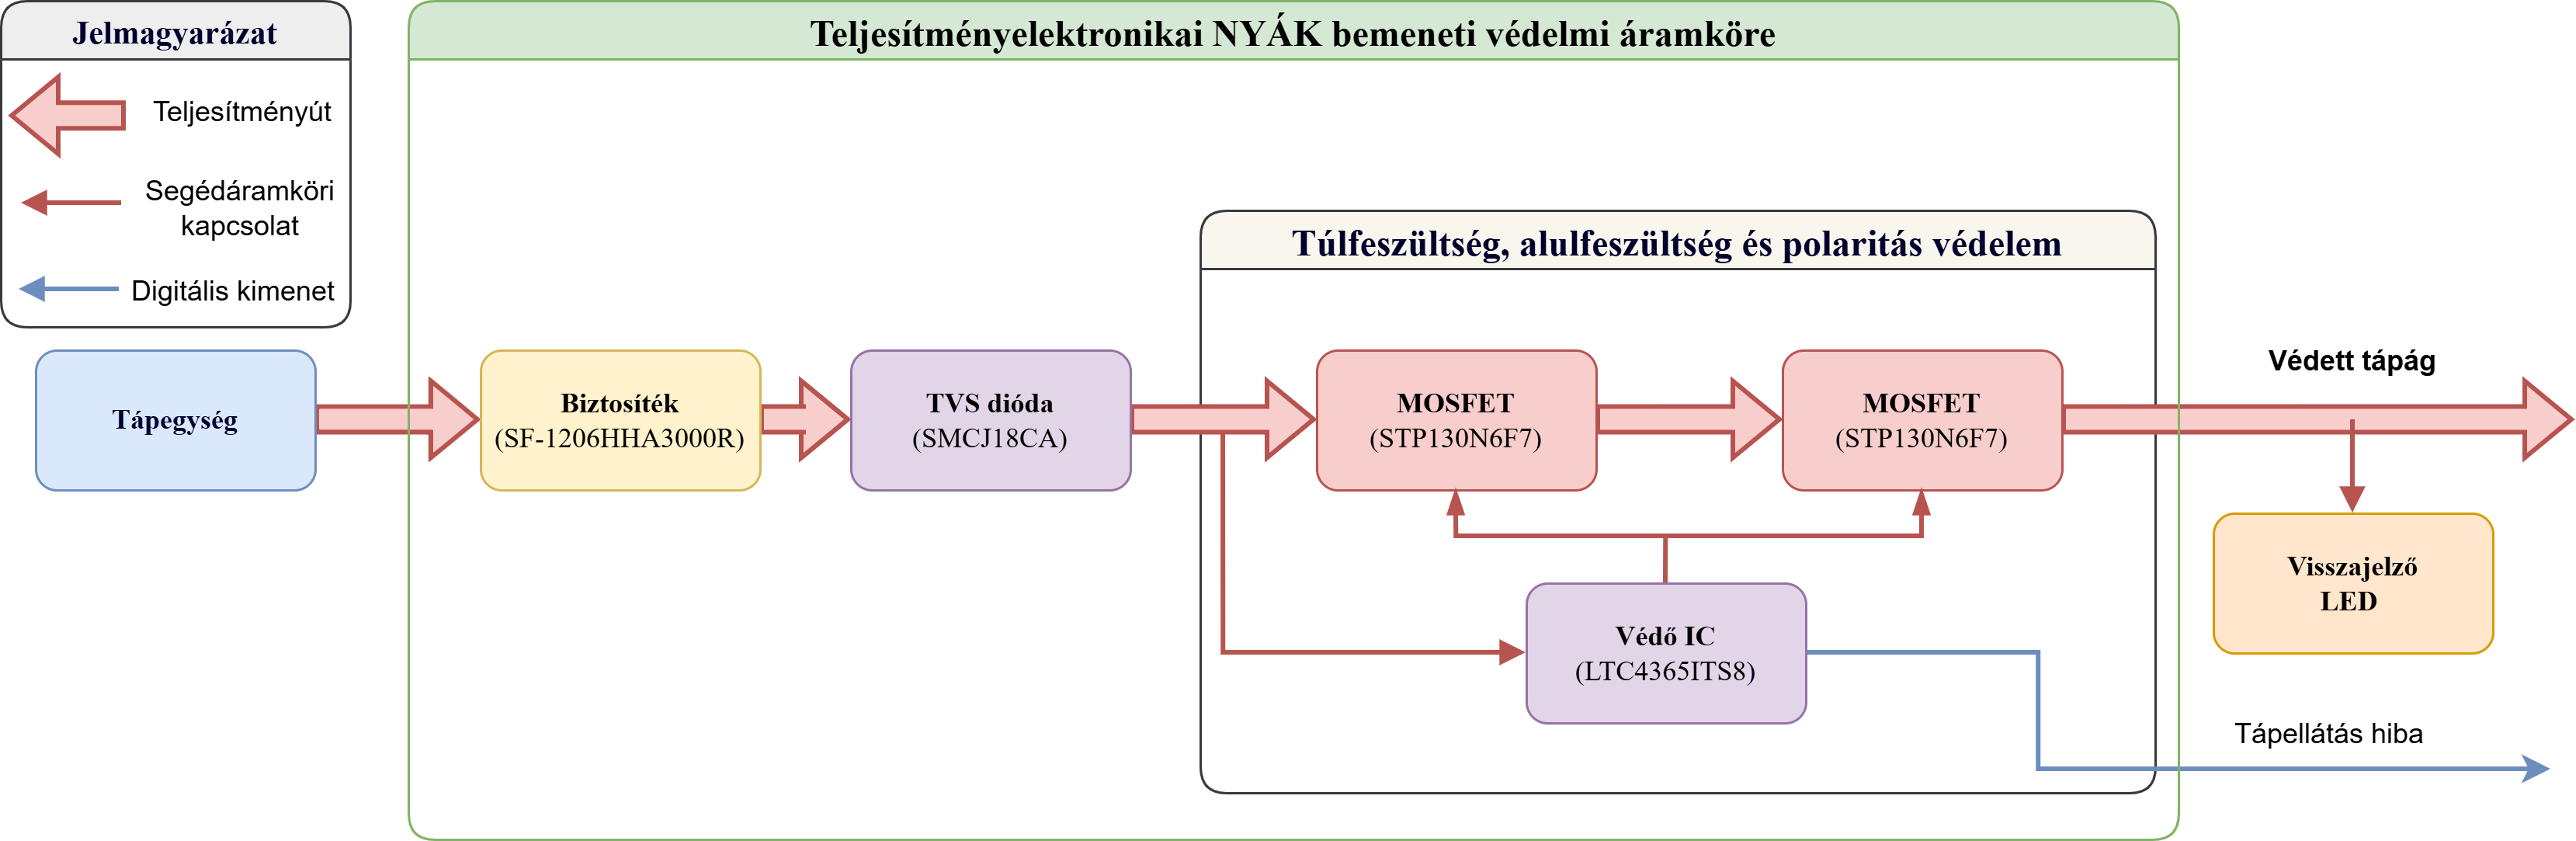 Jelmagyarázat
Teljesítményút
Segédáramköri
kapcsolat
Digitális kimenet
Teljesítményelektronikai NYÁK bemeneti védelmi áramköre
Túlfeszültség, alulfeszültség és polaritás védelem
Tápegység
Biztosíték
(SF-1206HHA3000R)
TVS dióda
(SMCJ18CA)
MOSFET
(STP130N6F7)
MOSFET
(STP130N6F7)
Védett tápág
Védő IC
(LTC4365ITS8)
Visszajelző
LED
Tápellátás hiba